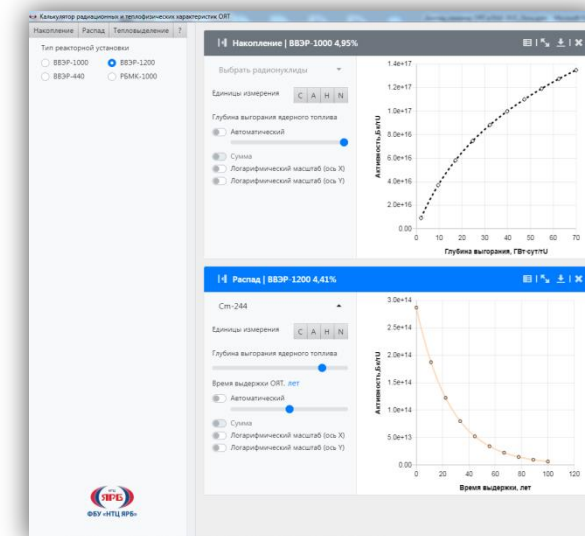 Калькулятор радиационных и теплофизических характеристик ОЯТ
Накопление Распад Тепловыделение ?
Тип реакторной установки
ВВЭР-1000 ВВЭР-1200
ВВЭР-440 РБМК-1000
НТЦ
ЯРБ
ФБУ «НТЦ ЯРБ»
Накопление | ВВЭР-1000 4,95%
Выбрать радионуклиды
Единицы измерения C A H N
Глубина выгорания ядерного топлива
Автоматический
Сумма
Логарифмический масштаб (ось X)
Логарифмический масштаб (ось Y)
Активность,Бк/тU
1.4e+17
1.2e+17
1.0e+17
8.0e+16
6.0e+16
4.0e+16
2.0e+16
0.00
0 10 20 30 40 50 60 70
Глубина выгорания, ГВт·сут/тU
Распад | ВВЭР-1200 4,41%
Cm-244
Единицы измерения C A H N
Глубина выгорания ядерного топлива
Время выдержки ОЯТ, лет
Автоматический
Сумма
Логарифмический масштаб (ось X)
Логарифмический масштаб (ось Y)
Активность,Бк/тU
3.0e+14
2.5e+14
2.0e+14
1.5e+14
1.0e+14
5.0e+13
0.00
0 20 40 60 80 100 120
Время выдержки, лет